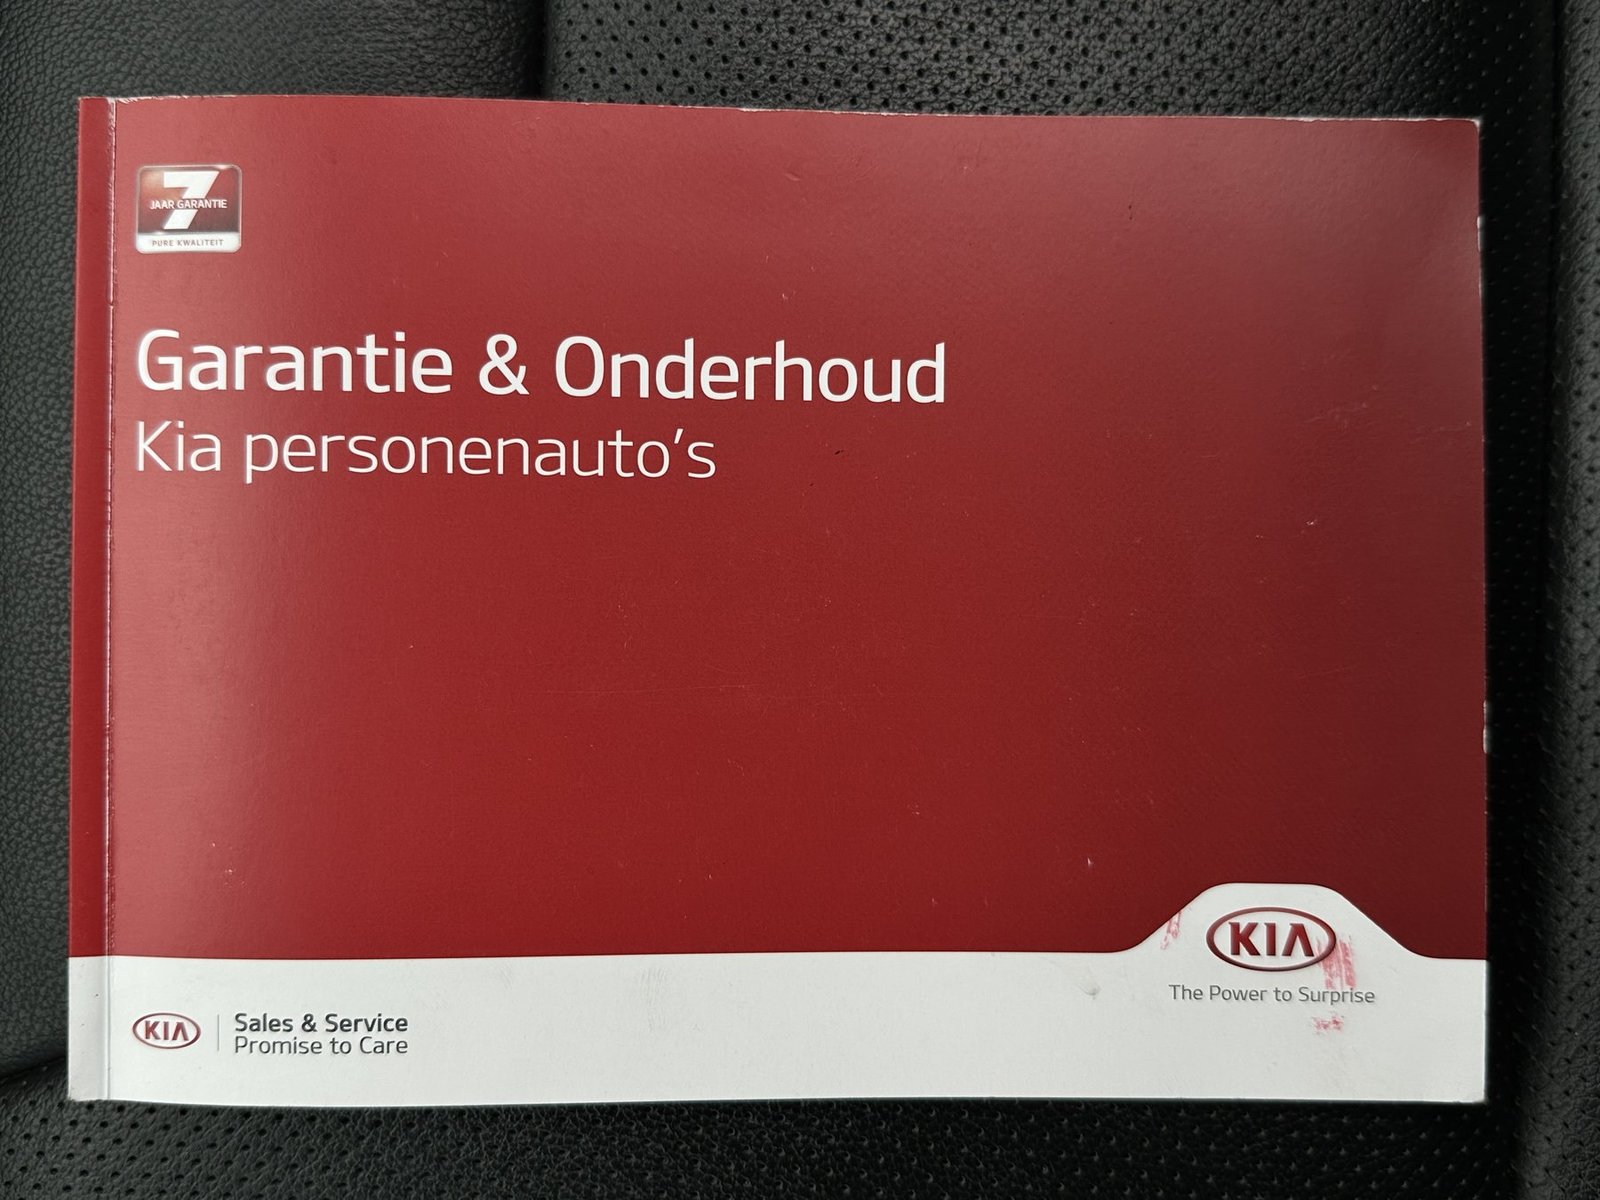 7
JAAR GARANTIE
PURE KWALITEIT
Garantie & Onderhoud
Kia personenauto's
KIA
The Power to Surprise
KIA
Sales & Service
Promise to Care